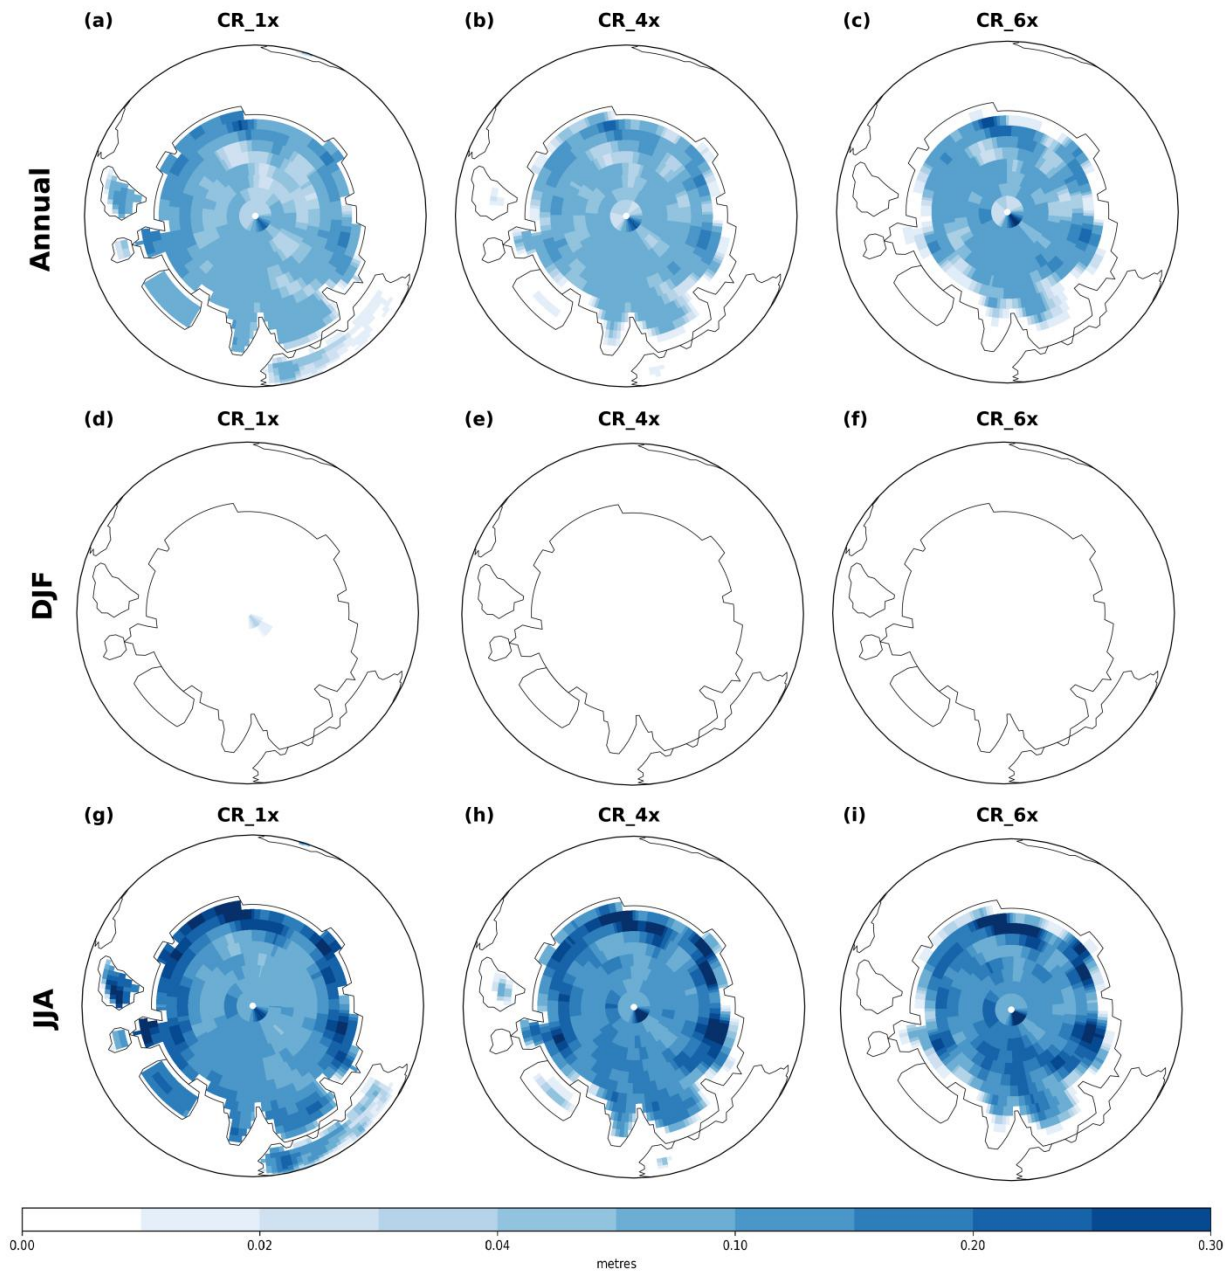 (a) CR_1x (b) CR_4x (c) CR_6x
Annual
(d) CR_1x (e) CR_4x (f) CR_6x
DJF
(g) CR_1x (h) CR_4x (i) CR_6x
JJA
0.00 0.02 0.04 0.10 0.20 0.30
metres